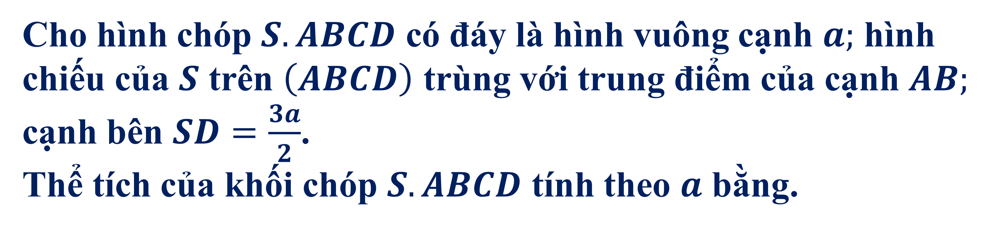 Cho hình chóp S. ABCD có đáy là hình vuông cạnh a; hình
chiếu của S trên (ABCD) trùng với trung điểm của cạnh AB;
cạnh bên SD = 3a/2.
Thể tích của khối chóp S. ABCD tính theo a bằng.